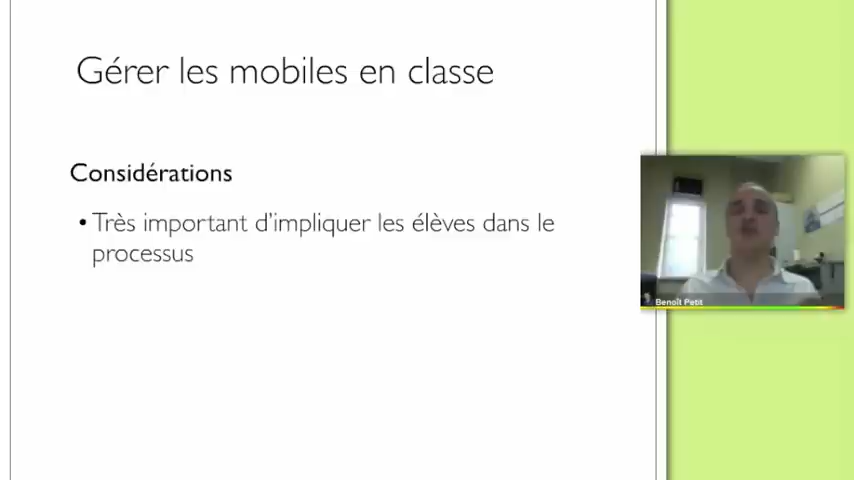 Gérer les mobiles en classe
Considérations
• Très important d'impliquer les élèves dans le
processus
Benoît Petit